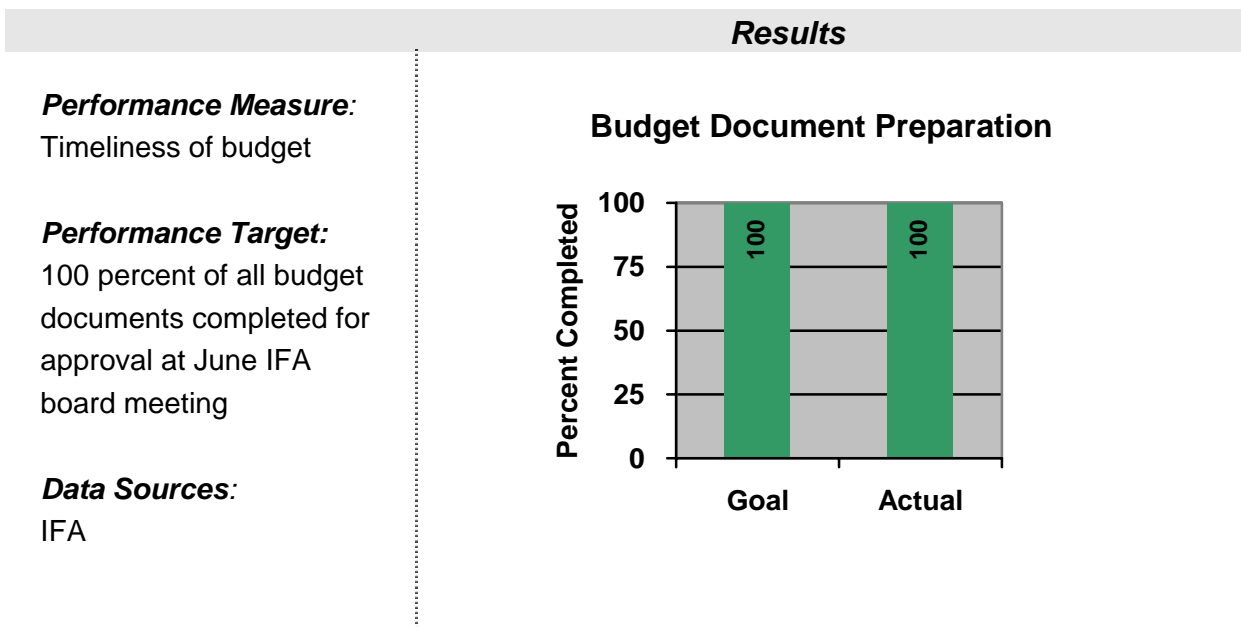 Results
Performance Measure:
Timeliness of budget
Performance Target:
100 percent of all budget
documents completed for
approval at June IFA
board meeting
Data Sources:
IFA
Budget Document Preparation
Percent Completed
100
75
50
25
0
100
100
Goal
Actual